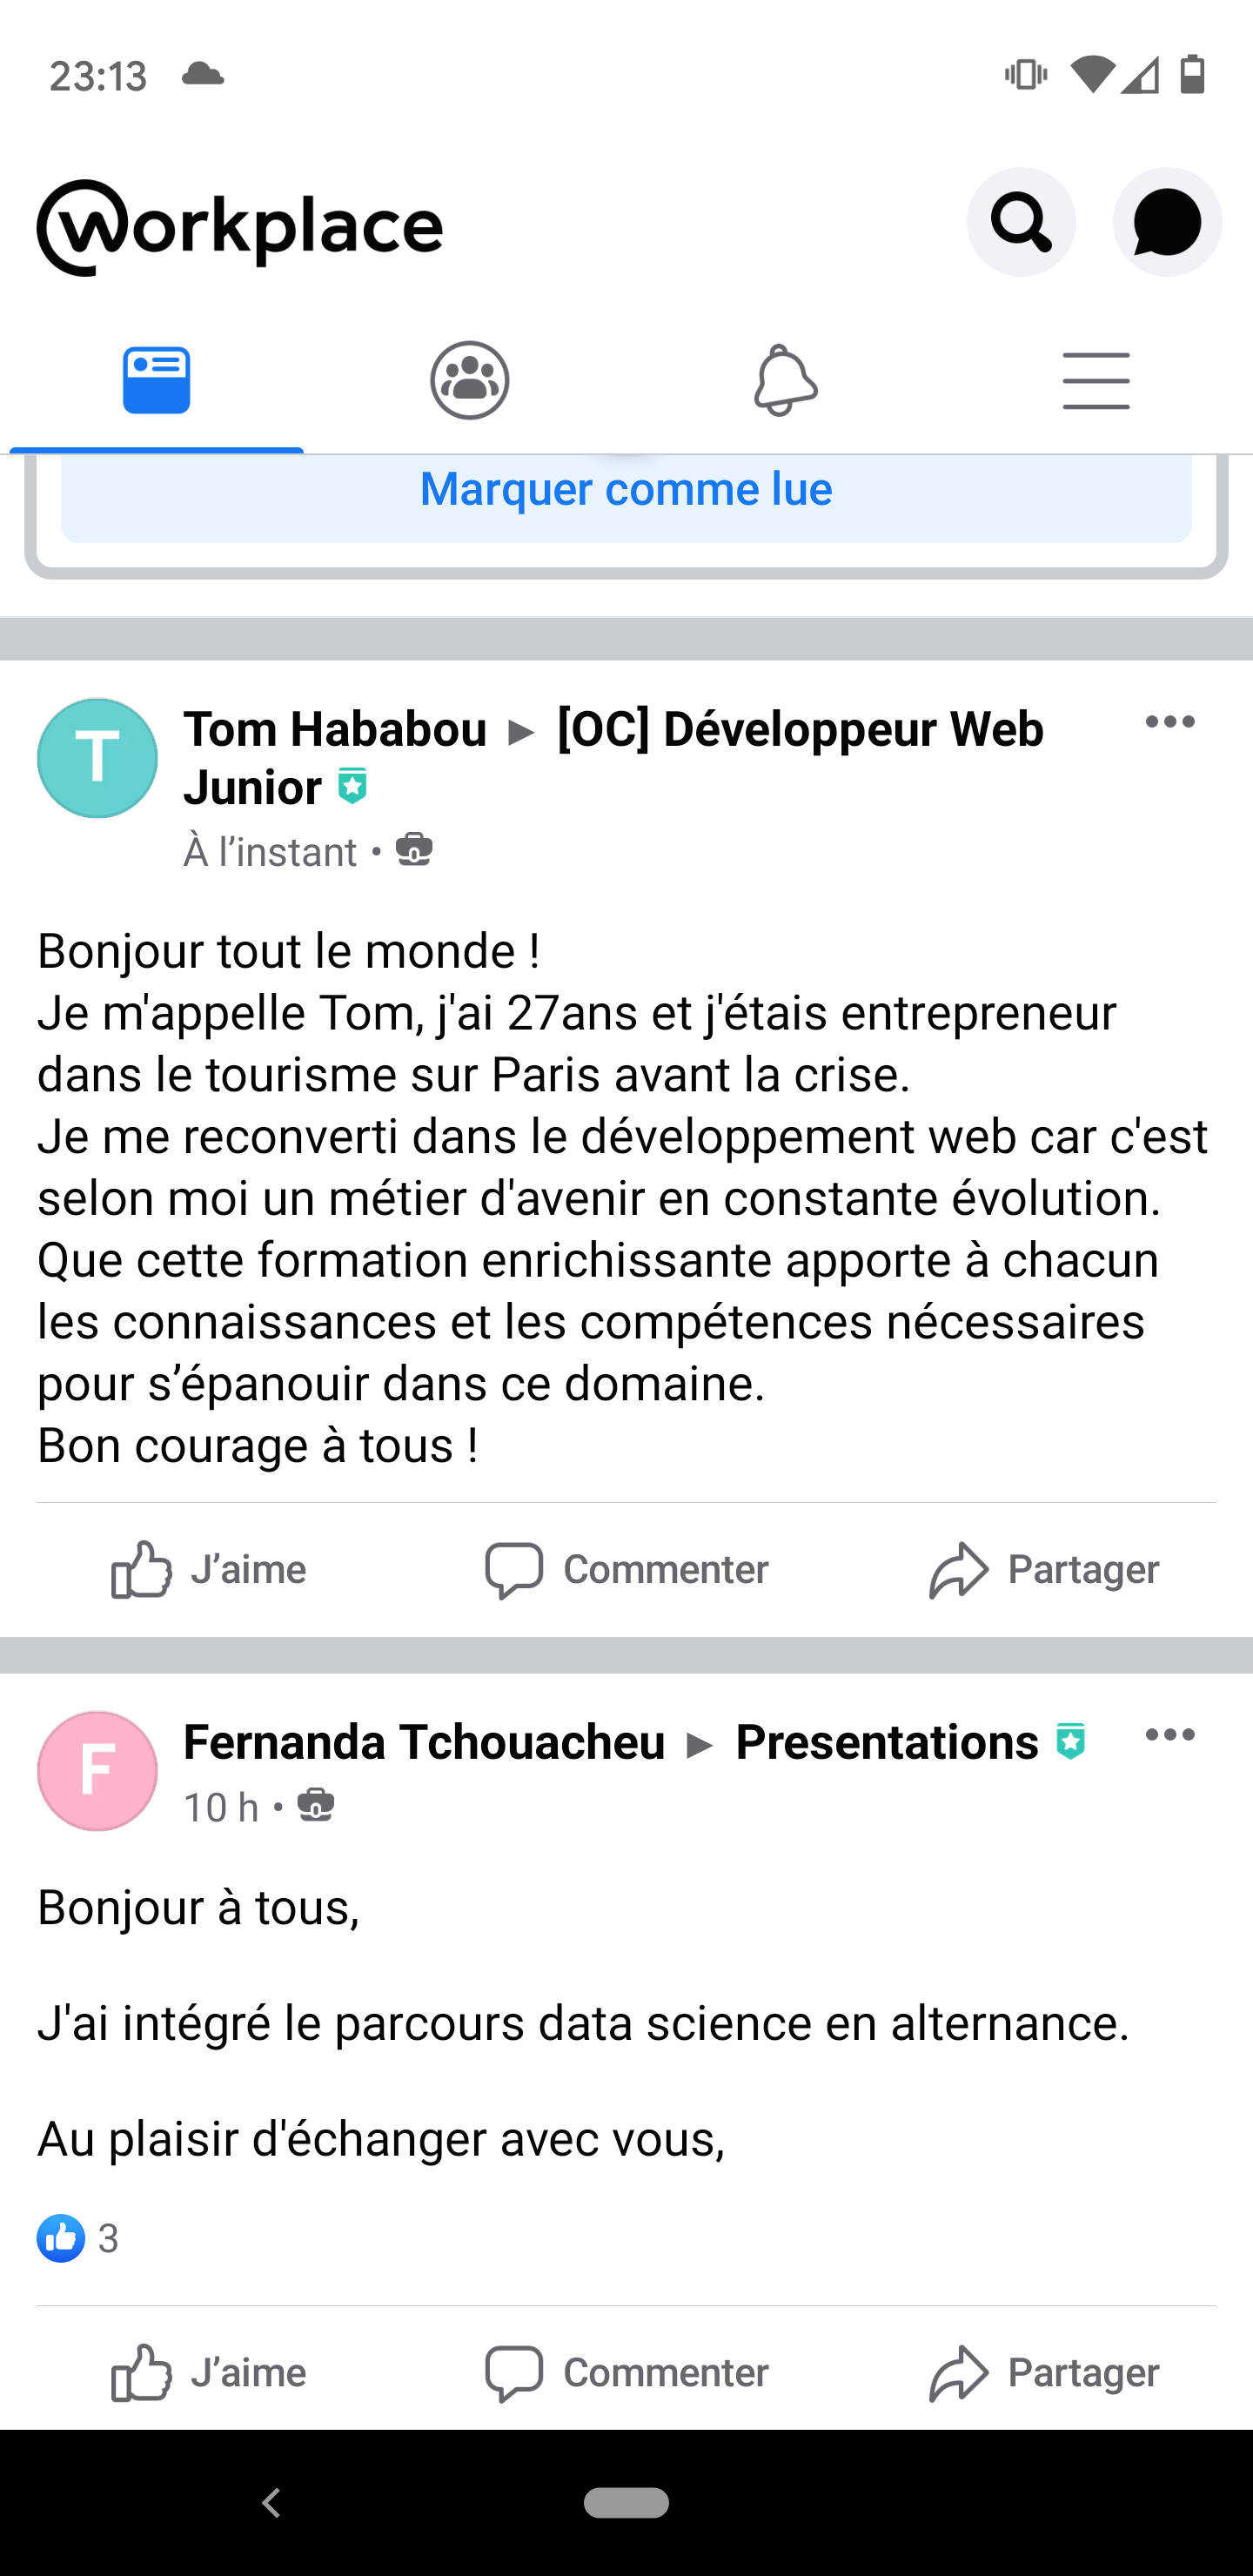 23:13
Workplace
Marquer comme lue
T
Tom Hababou ► [OC] Développeur Web
Junior
À l’instant •
Bonjour tout le monde !
Je m'appelle Tom, j'ai 27ans et j'étais entrepreneur
dans le tourisme sur Paris avant la crise.
Je me reconverti dans le développement web car c'est
selon moi un métier d'avenir en constante évolution.
Que cette formation enrichissante apporte à chacun
les connaissances et les compétences nécessaires
pour s’épanouir dans ce domaine.
Bon courage à tous !
J’aime Commenter Partager
F
Fernanda Tchouacheu ► Presentations
10 h •
Bonjour à tous,
J'ai intégré le parcours data science en alternance.
Au plaisir d'échanger avec vous,
3
J’aime Commenter Partager